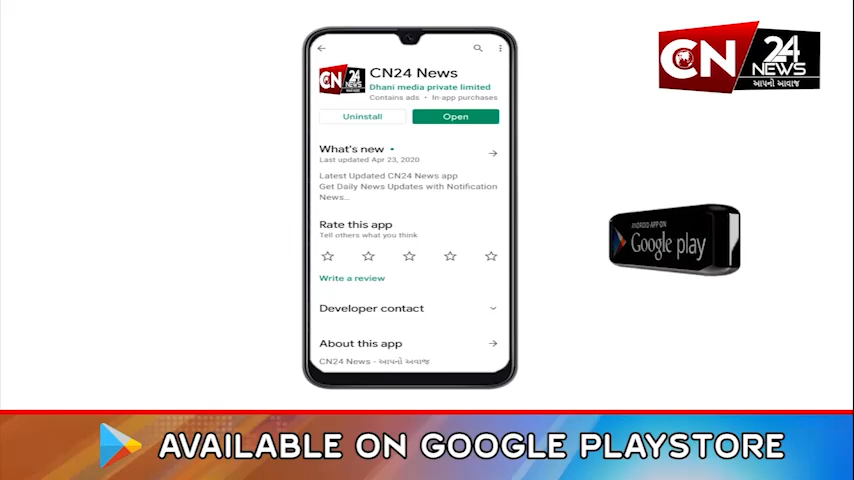 CN24 News
Dhani media private limited
Contains ads • In-app purchases
Uninstall
Open
What's new •
Last updated Apr 23, 2020
Latest Updated CN24 News app
Get Daily News Updates with Notification
News...
Rate this app
Tell others what you think
Write a review
Developer contact
About this app
CN24 News - આપનો અવાજ
CN 24 NEWS
આપનો અવાજ
ANDROID APP ON
Google play
CN 24 NEWS
AVAILABLE ON GOOGLE PLAYSTORE